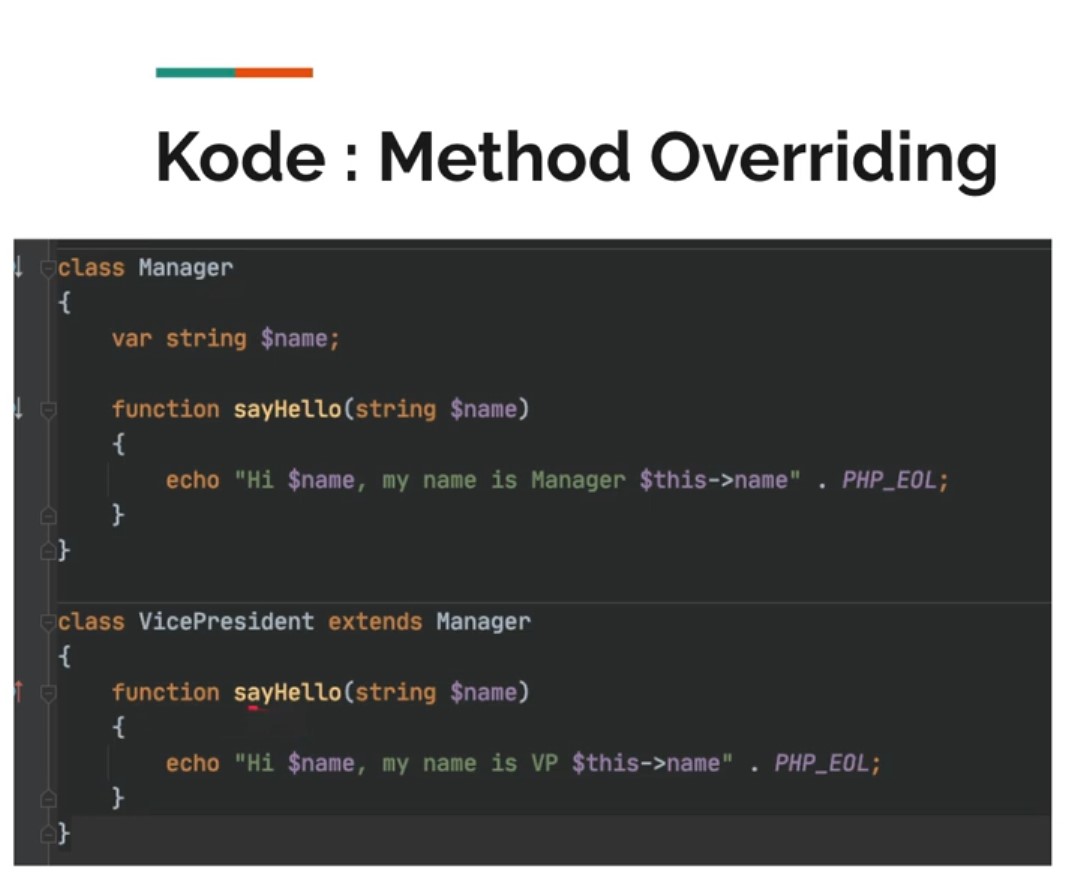 Kode : Method Overriding
class Manager
{
    var string $name;
    function sayHello(string $name)
    {
        echo "Hi $name, my name is Manager $this->name" . PHP_EOL;
    }
}
class VicePresident extends Manager
{
    function sayHello(string $name)
    {
        echo "Hi $name, my name is VP $this->name" . PHP_EOL;
    }
}